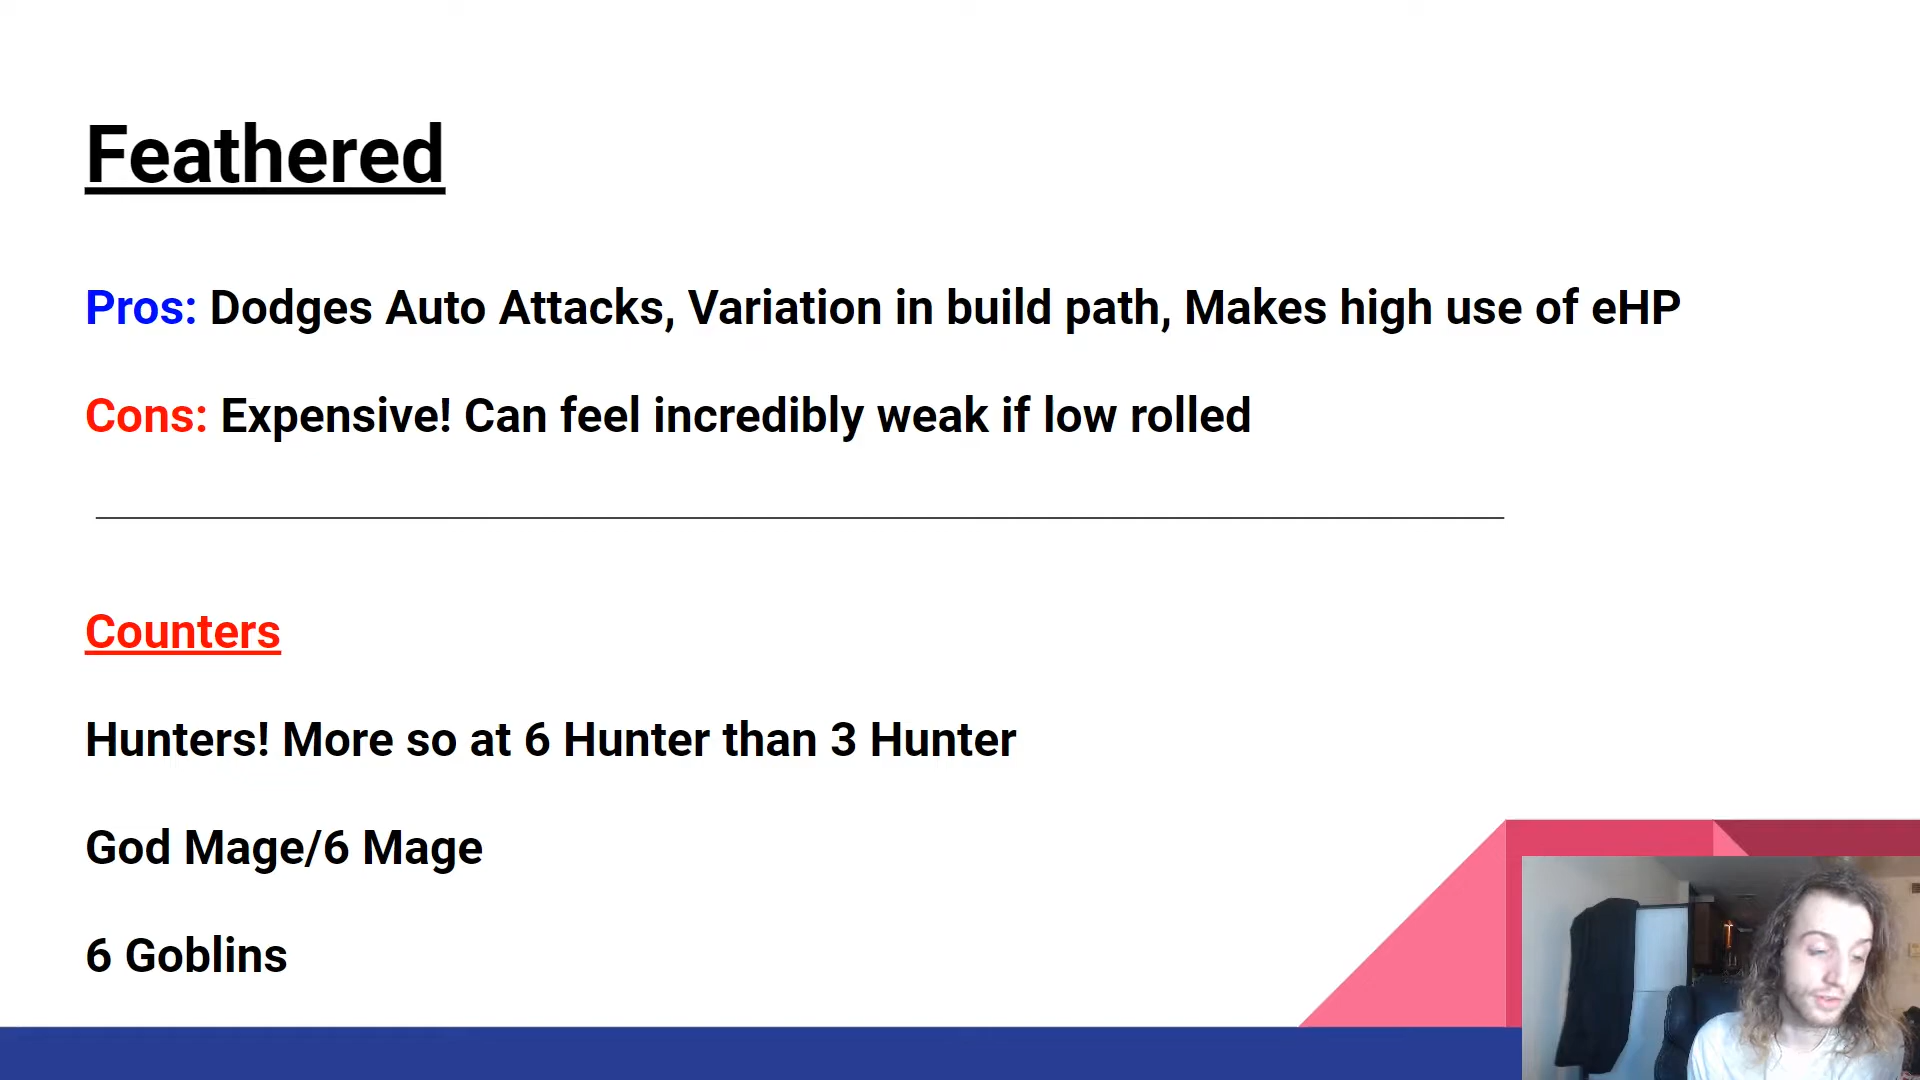 Feathered
Pros: Dodges Auto Attacks, Variation in build path, Makes high use of eHP
Cons: Expensive! Can feel incredibly weak if low rolled
Counters
Hunters! More so at 6 Hunter than 3 Hunter
God Mage/6 Mage
6 Goblins